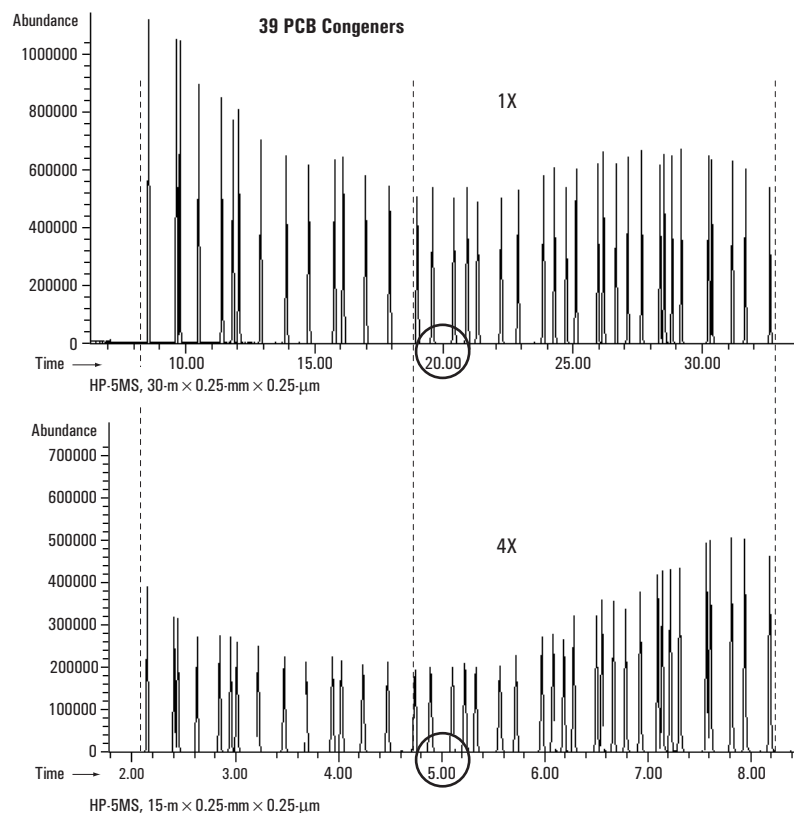 Abundance
39 PCB Congeners
1X
1000000
800000
600000
400000
200000
0
Time
10.00 15.00 20.00 25.00 30.00
HP-5MS, 30-m × 0.25-mm × 0.25-µm
Abundance
4X
700000
600000
500000
400000
300000
200000
100000
0
Time
2.00 3.00 4.00 5.00 6.00 7.00 8.00
HP-5MS, 15-m × 0.25-mm × 0.25-µm